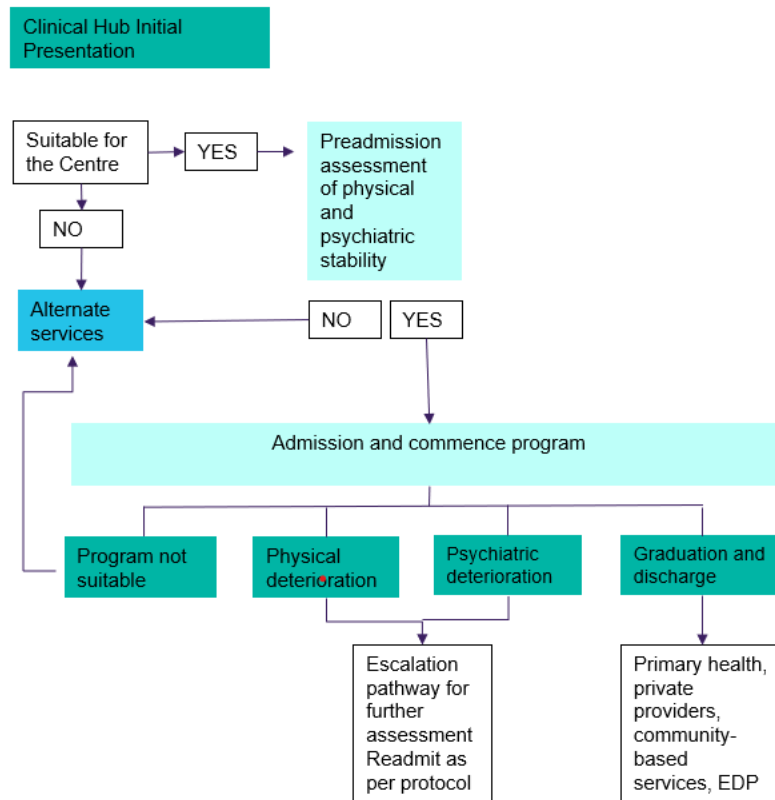 Clinical Hub Initial
Presentation
Suitable for
the Centre
YES
Preadmission
assessment
of physical
and
psychiatric
stability
NO
Alternate
services
NO
YES
Admission and commence program
Program not
suitable
Physical
deterioration
Psychiatric
deterioration
Graduation and
discharge
Escalation
pathway for
further
assessment
Readmit as
per protocol
Primary health,
private
providers,
community-
based
services, EDP